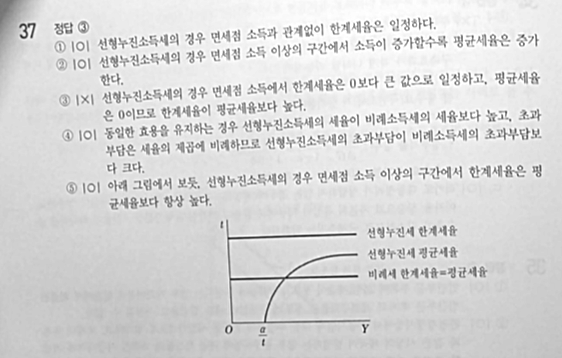 37 정답 ③
① |O| 선형누진소득세의 경우 면세점 소득과 관계없이 한계세율은 일정하다.
② |O| 선형누진소득세의 경우 면세점 소득 이상의 구간에서 소득이 증가할수록 평균세율은 증가
한다.
③ |X| 선형누진소득세의 경우 면세점 소득에서 한계세율은 0보다 큰 값으로 일정하고, 평균세율
은 0이므로 한계세율이 평균세율보다 높다.
④ |O| 동일한 효용을 유지하는 경우 선형누진소득세의 세율이 비례소득세의 세율보다 높고, 초과
부담은 세율의 제곱에 비례하므로 선형누진소득세의 초과부담이 비례소득세의 초과부담보
다 크다.
⑤ |O| 아래 그림에서 보듯, 선형누진소득세의 경우 면세점 소득 이상의 구간에서 한계세율은 평
균세율보다 항상 높다.
t
선형누진세 한계세율
선형누진세 평균세율
비례세 한계세율=평균세율
O α/t Y